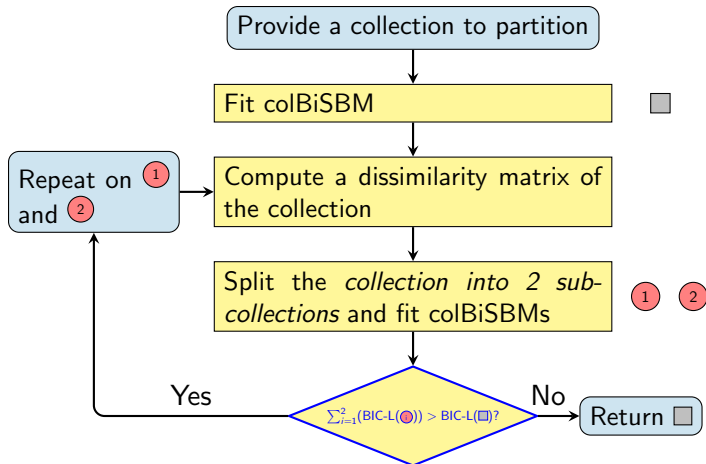 Provide a collection to partition
Fit colBiSBM
Repeat on 1
and 2
Compute a dissimilarity matrix of
the collection
Split the collection into 2 sub-
collections and fit colBiSBMs
1 2
Yes
No
∑²ᵢ₌₁(BIC-L(i)) > BIC-L(□)?
Return